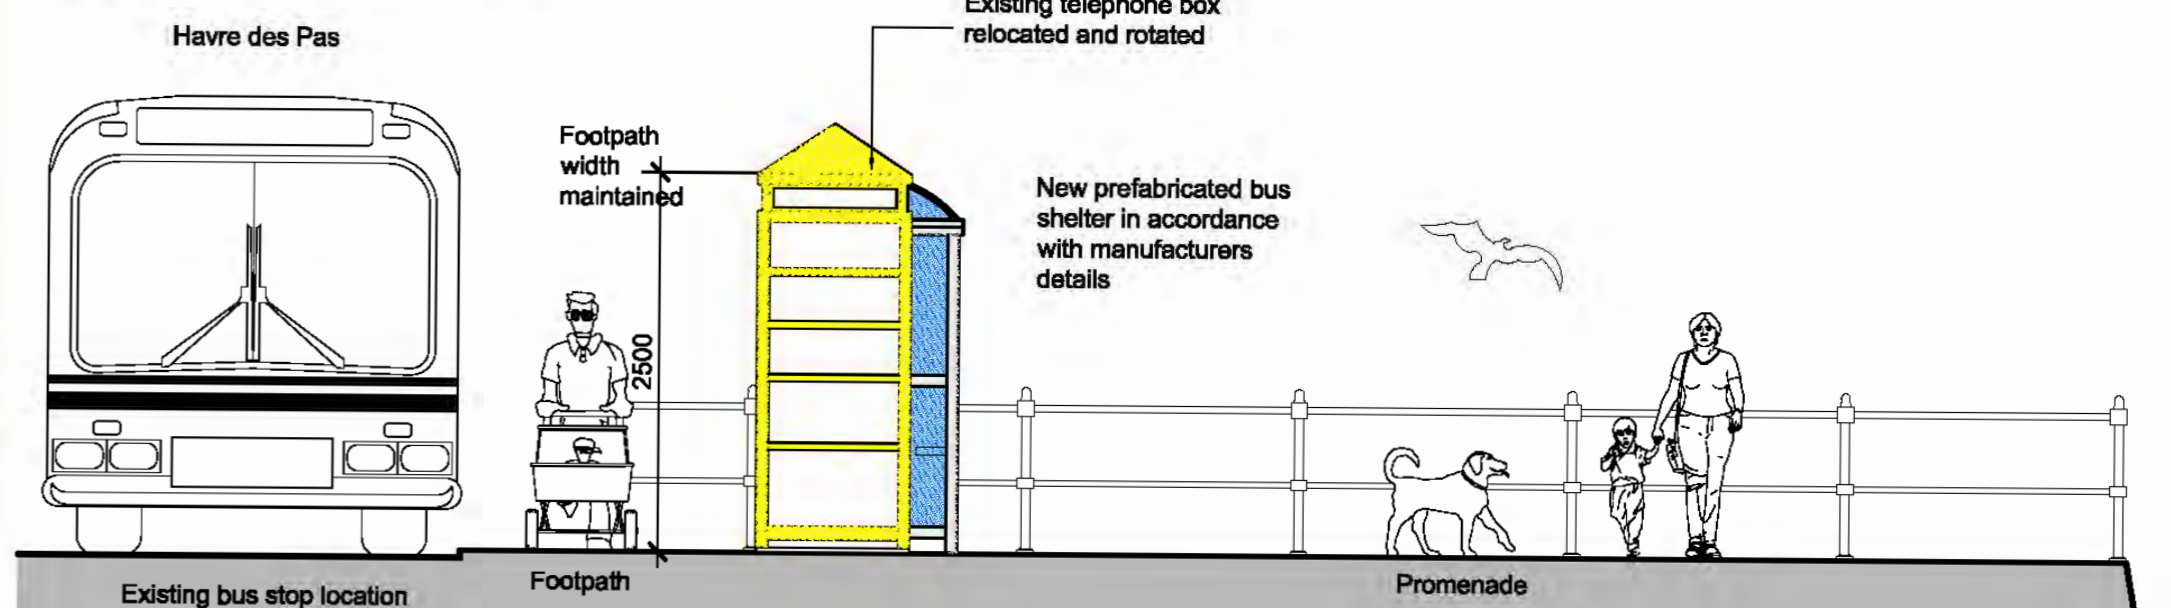 Havre des Pas
Existing telephone box
relocated and rotated
Footpath
width
maintained
New prefabricated bus
shelter in accordance
with manufacturers
details
2500
Footpath
Promenade
Existing bus stop location